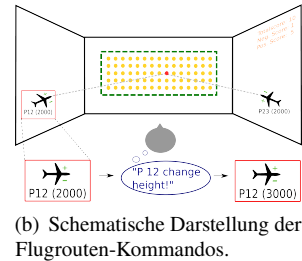 P12 (2000)
P23 (2000)
P12 (2000)
"P 12 change
height!"
P12 (3000)
(b) Schematische Darstellung der
Flugrouten-Kommandos.